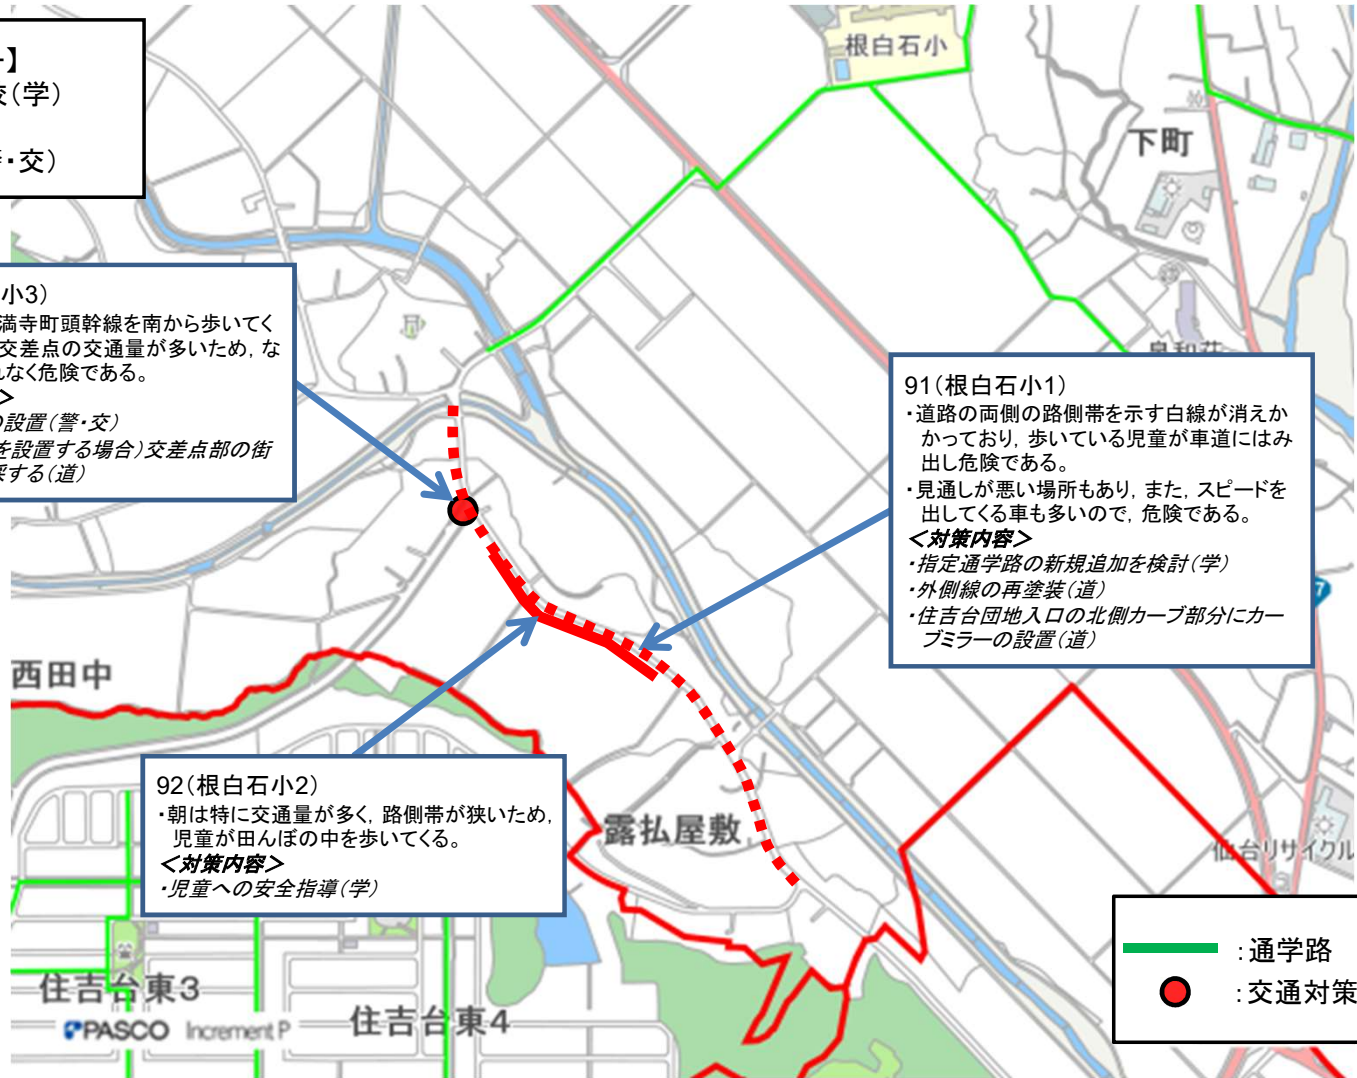 -】
交(学)
警・交)
根白石小
下町
小3)
満寺町頭幹線を南から歩いてく
交差点の交通量が多いため, な
れなく危険である。
＞
の設置(警・交)
を設置する場合)交差点部の街
採する(道)
泉和荘
91(根白石小1)
・道路の両側の路側帯を示す白線が消えか
かっており, 歩いている児童が車道にはみ
出し危険である。
・見通しが悪い場所もあり, また, スピードを
出してくる車も多いので, 危険である。
＜対策内容＞
・指定通学路の新規追加を検討(学)
・外側線の再塗装(道)
・住吉台団地入口の北側カーブ部分にカー
ブミラーの設置(道)
7
西田中
92(根白石小2)
・朝は特に交通量が多く, 路側帯が狭いため,
児童が田んぼの中を歩いてくる。
＜対策内容＞
・児童への安全指導(学)
露払屋敷
仙台リサイクル
:通学路
:交通対策
住吉台東3
住吉台東4
PASCO Increment P